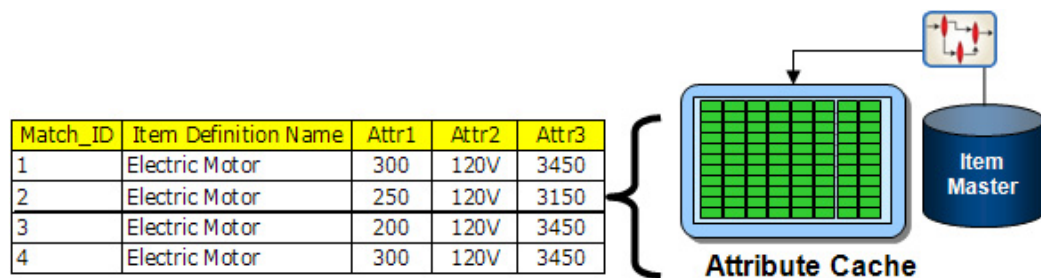 Match_ID Item Definition Name Attr1 Attr2 Attr3
1 Electric Motor 300 120V 3450
2 Electric Motor 250 120V 3150
3 Electric Motor 200 120V 3450
4 Electric Motor 300 120V 3450
Item
Master
Attribute Cache